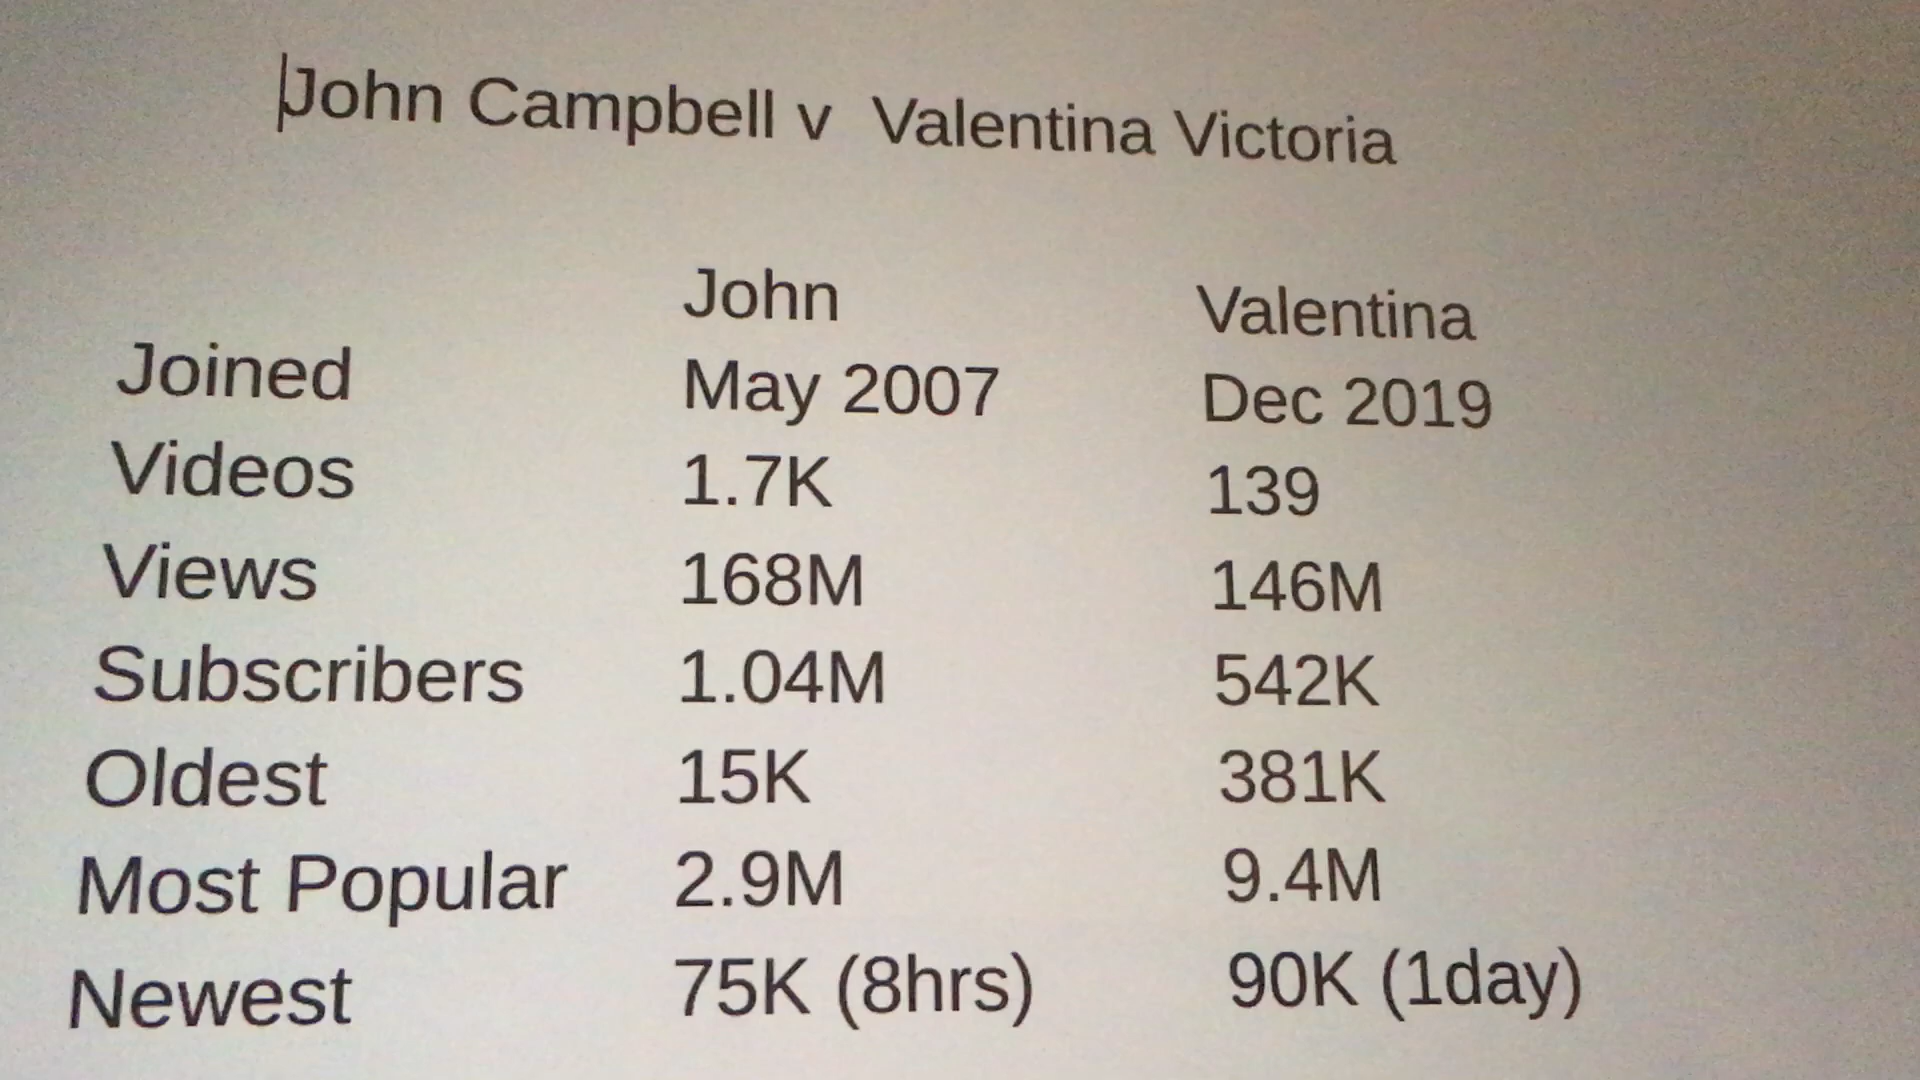 John Campbell v Valentina Victoria
John Valentina
Joined May 2007 Dec 2019
Videos 1.7K 139
Views 168M 146M
Subscribers 1.04M 542K
Oldest 15K 381K
Most Popular 2.9M 9.4M
Newest 75K (8hrs) 90K (1day)